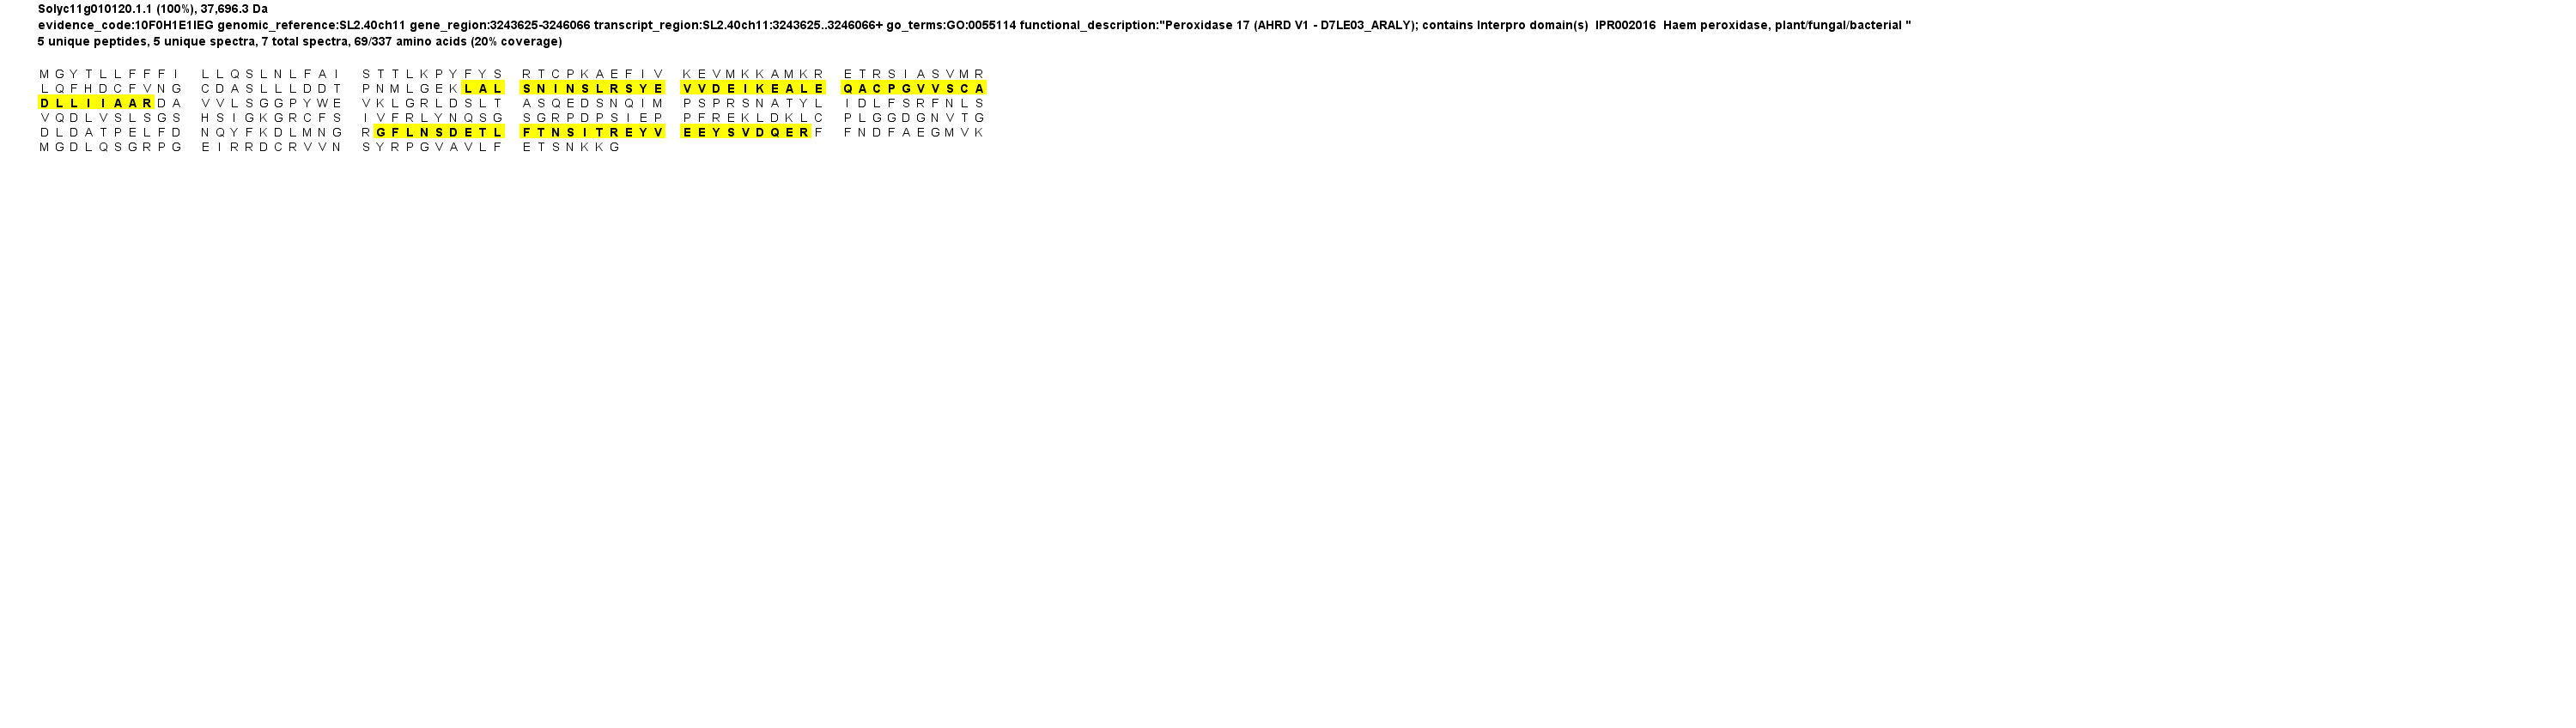 Solyc11g010120.1.1 (100%), 37,696.3 Da
evidence_code:10F0H1E1IEG genomic_reference:SL2.40ch11 gene_region:3243625-3246066 transcript_region:SL2.40ch11:3243625..3246066+ go_terms:GO:0055114 functional_description:"Peroxidase 17 (AHRD V1 - D7LE03_ARALY); contains Interpro domain(s)  IPR002016  Haem peroxidase, plant/fungal/bacterial "
5 unique peptides, 5 unique spectra, 7 total spectra, 69/337 amino acids (20% coverage)
M G Y T L L F F F I   L L Q S L N L F A I   S T T L K P Y F Y S   R T C P K A E F I V   K E V M K K A M K R   E T R S I A S V M R
L Q F H D C F V N G   C D A S L L L D D T   P N M L G E K L A L   S N I N S L R S Y E   V V D E I K E A L E   Q A C P G V V S C A
D L L I I A A R D A   V V L S G G P Y W E   V K L G R L D S L T   A S Q E D S N Q I M   P S P R S N A T Y L   I D L F S R F N L S
V Q D L V S L S G S   H S I G K G R C F S   I V F R L Y N Q S G   S G R P D P S I E P   P F R E K L D K L C   P L G G D G N V T G
D L D A T P E L F D   N Q Y F K D L M N G   R G F L N S D E T L   F T N S I T R E Y V   E E Y S V D Q E R F   F N D F A E G M V K
M G D L Q S G R P G   E I R R D C R V V N   S Y R P G V A V L F   E T S N K K G